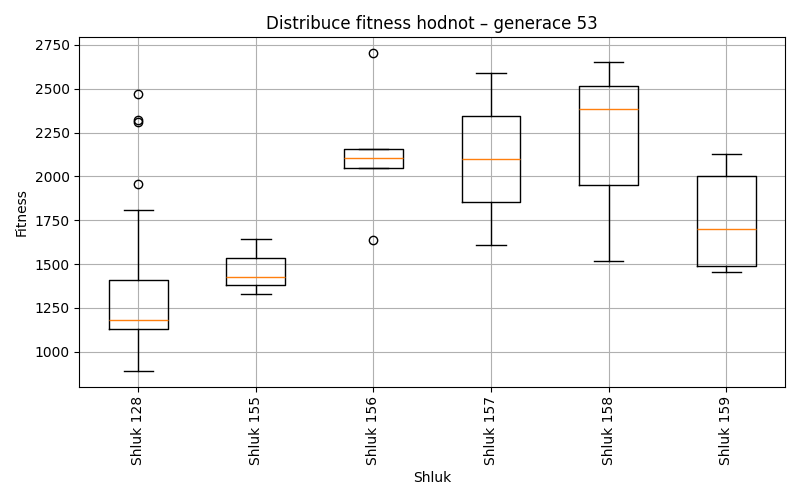 Distribuce fitness hodnot – generace 53
Fitness
2750
2500
2250
2000
1750
1500
1250
1000
Shluk 128
Shluk 155
Shluk 156
Shluk 157
Shluk 158
Shluk 159
Shluk